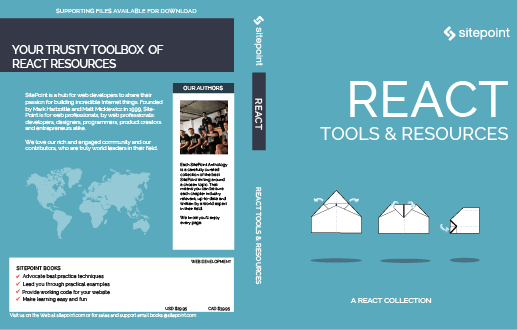 SUPPORTING FILES AVAILABLE FOR DOWNLOAD
YOUR TRUSTY TOOLBOX OF
REACT RESOURCES
SitePoint is a hub for web developers to share their
passion for building incredible Internet things. Founded
by Mark Harbottle and Matt Mickiewicz in 1999, Site-
Point is for web professionals, by web professionals:
developers, designers, programmers, product creators
and entrepreneurs alike.
We love our rich and engaged community and our
contributors, who are truly world leaders in their field.
OUR AUTHORS
Each SitePoint Anthology
is a carefully curated
collection of the best
SitePoint writing around
a chosen topic. That
means you can be sure
each chapter industry
relevant, up-to-date and
written by a world expert
in their field.
We know you'll enjoy
every page.
WEB DEVELOPMENT
SITEPOINT BOOKS
Advocate best practice techniques
Lead you through practical examples
Provide working code for your website
Make learning easy and fun
USD $39.95
CAD $39.95
Visit us on the Web at sitepoint.com or for sales and support email books@sitepoint.com
sitepoint
REACT
REACT TOOLS & RESOURCES
sitepoint
REACT
TOOLS & RESOURCES
A REACT COLLECTION